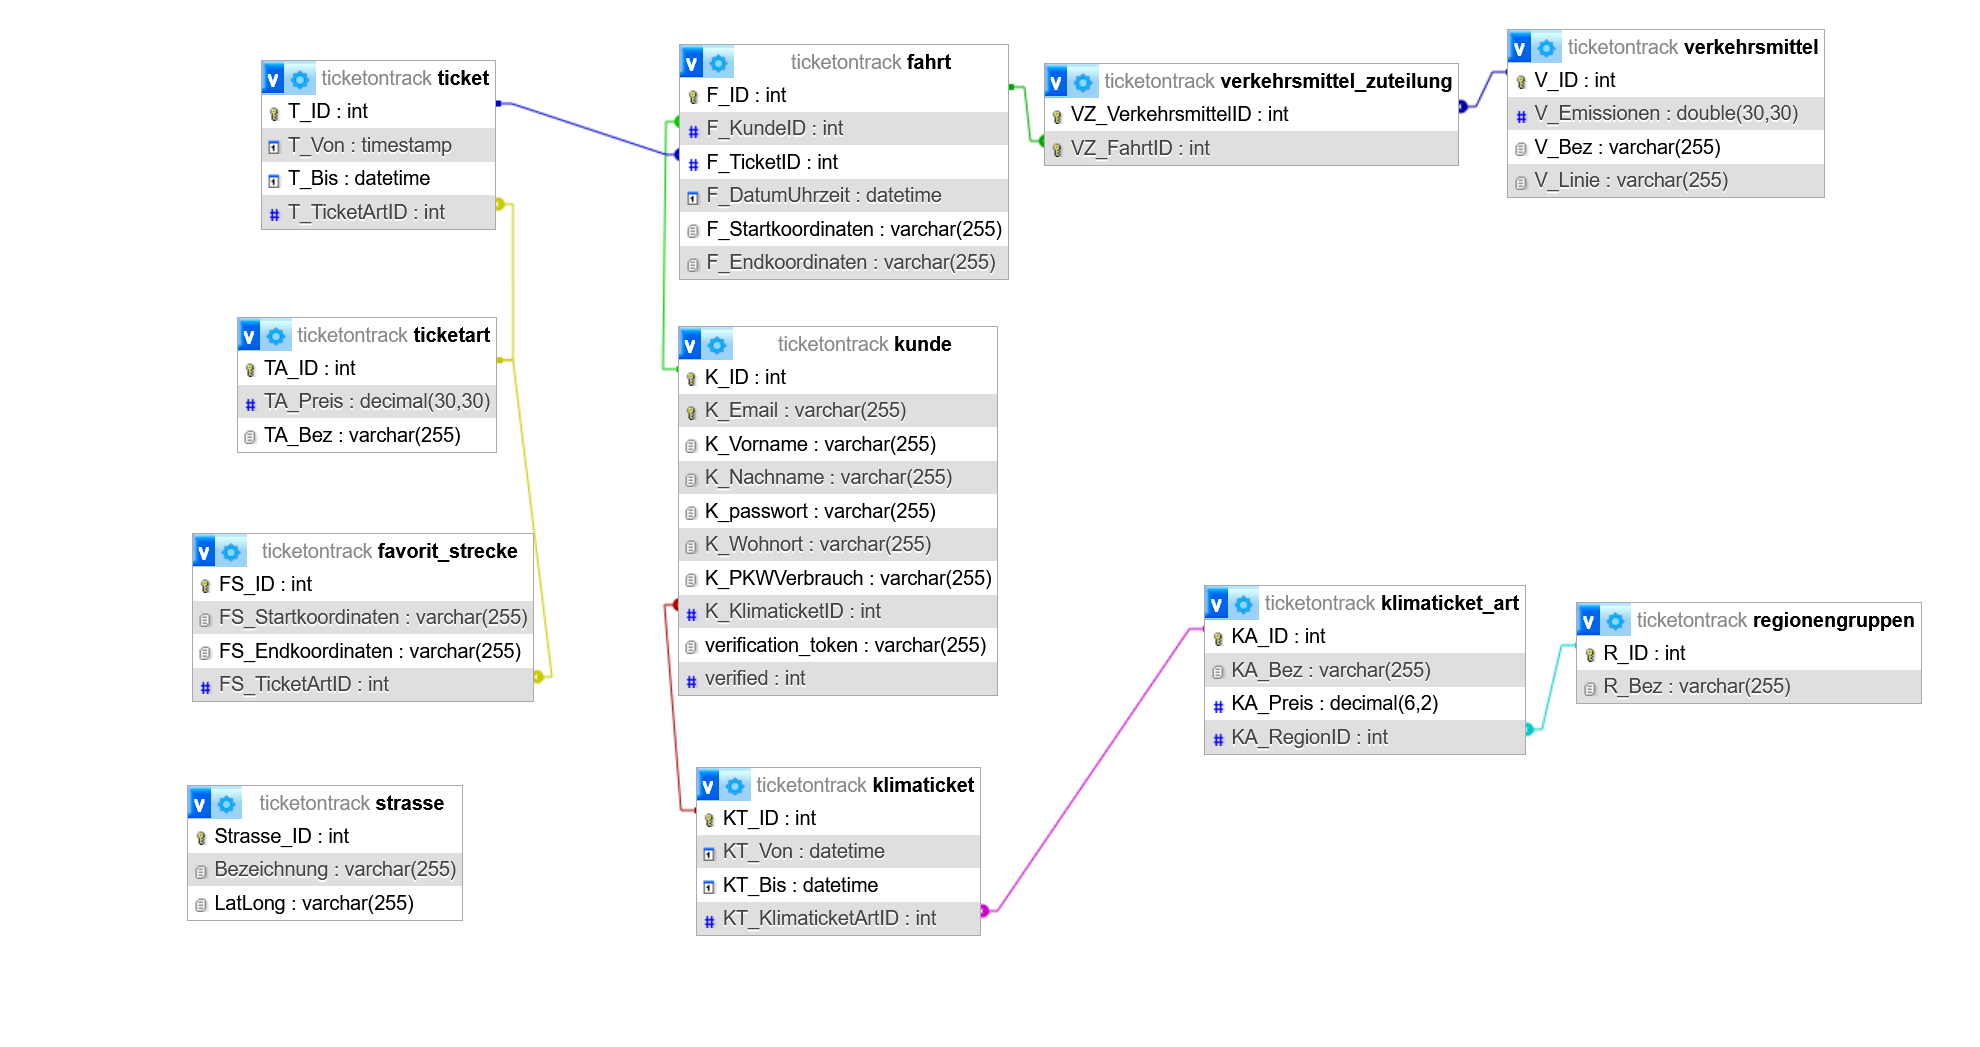 ticketontrack ticket
T_ID : int
T_Von : timestamp
T_Bis : datetime
T_TicketArtID : int
ticketontrack fahrt
F_ID : int
F_KundeID : int
F_TicketID : int
F_DatumUhrzeit : datetime
F_Startkoordinaten : varchar(255)
F_Endkoordinaten : varchar(255)
ticketontrack verkehrsmittel_zuteilung
VZ_VerkehrsmittelID : int
VZ_FahrtID : int
ticketontrack verkehrsmittel
V_ID : int
V_Emissionen : double(30,30)
V_Bez : varchar(255)
V_Linie : varchar(255)
ticketontrack ticketart
TA_ID : int
TA_Preis : decimal(30,30)
TA_Bez : varchar(255)
ticketontrack kunde
K_ID : int
K_Email : varchar(255)
K_Vorname : varchar(255)
K_Nachname : varchar(255)
K_passwort : varchar(255)
K_Wohnort : varchar(255)
K_PKWVerbrauch : varchar(255)
K_KlimaticketID : int
verification_token : varchar(255)
verified : int
ticketontrack favorit_strecke
FS_ID : int
FS_Startkoordinaten : varchar(255)
FS_Endkoordinaten : varchar(255)
FS_TicketArtID : int
ticketontrack klimaticket_art
KA_ID : int
KA_Bez : varchar(255)
KA_Preis : decimal(6,2)
KA_RegionID : int
ticketontrack regionengruppen
R_ID : int
R_Bez : varchar(255)
ticketontrack strasse
Strasse_ID : int
Bezeichnung : varchar(255)
LatLong : varchar(255)
ticketontrack klimaticket
KT_ID : int
KT_Von : datetime
KT_Bis : datetime
KT_KlimaticketArtID : int